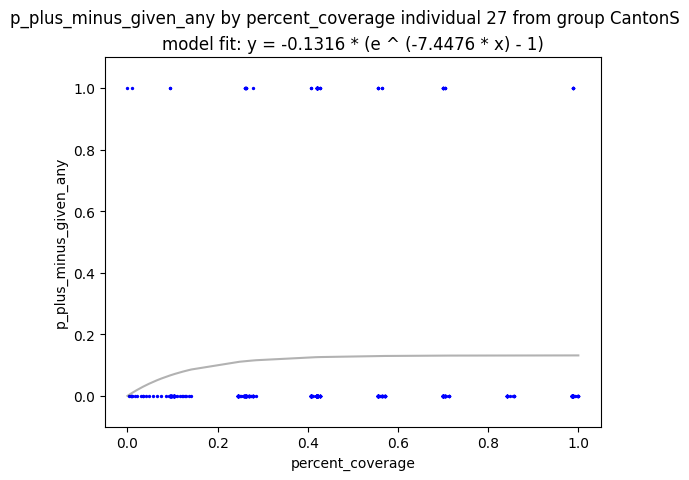 p_plus_minus_given_any by percent_coverage individual 27 from group CantonS
model fit: y = -0.1316 * (e ^ (-7.4476 * x) - 1)
1.0
0.8
0.6
0.4
0.2
0.0
p_plus_minus_given_any
0.0 0.2 0.4 0.6 0.8 1.0
percent_coverage